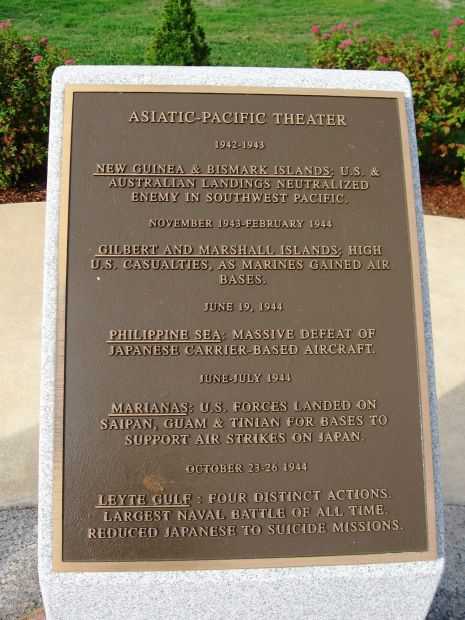 ASIATIC-PACIFIC THEATER
1942-1943
NEW GUINEA & BISMARK ISLANDS; U.S. &
AUSTRALIAN LANDINGS NEUTRALIZED
ENEMY IN SOUTHWEST PACIFIC.
NOVEMBER 1943-FEBRUARY 1944
GILBERT AND MARSHALL ISLANDS; HIGH
U.S. CASUALTIES, AS MARINES GAINED AIR
BASES.
JUNE 19, 1944
PHILIPPINE SEA: MASSIVE DEFEAT OF
JAPANESE CARRIER-BASED AIRCRAFT.
JUNE-JULY 1944
MARIANAS: U.S. FORCES LANDED ON
SAIPAN, GUAM & TINIAN FOR BASES TO
SUPPORT AIR STRIKES ON JAPAN.
OCTOBER 23-26 1944
LEYTE GULF : FOUR DISTINCT ACTIONS.
LARGEST NAVAL BATTLE OF ALL TIME.
REDUCED JAPANESE TO SUICIDE MISSIONS.